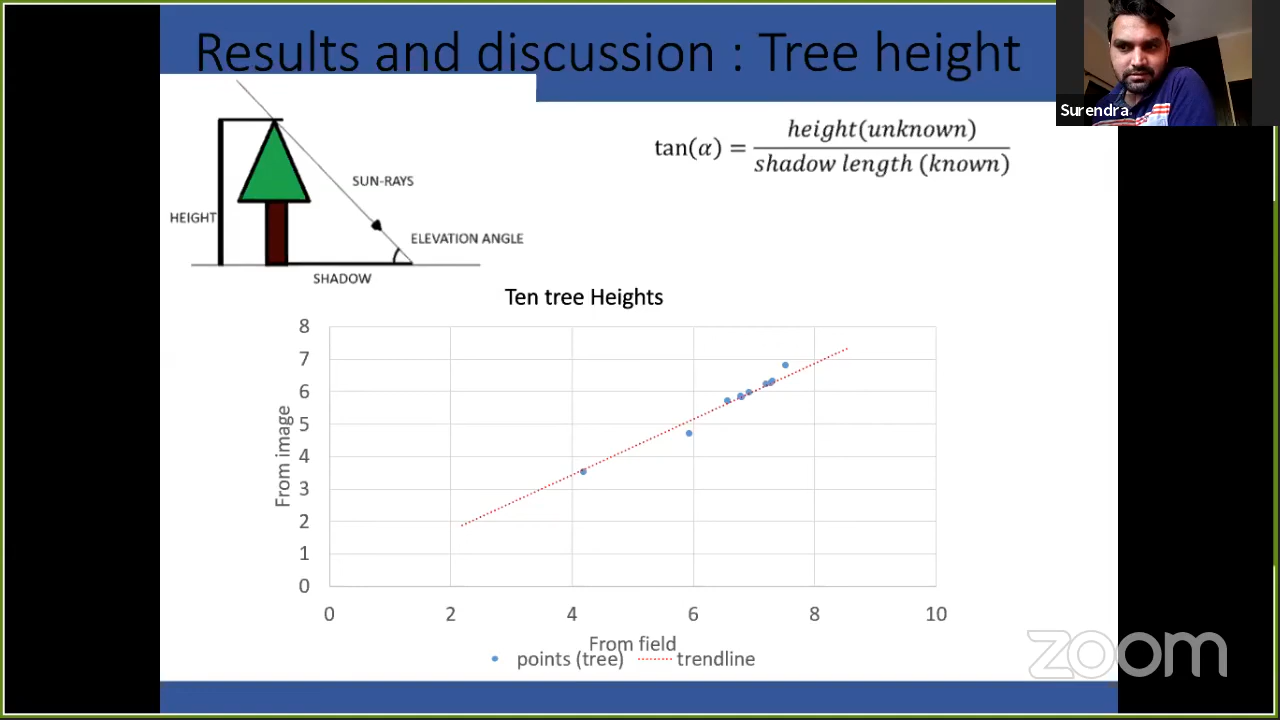 Results and discussion : Tree height
Surendra
tan(α) = height(unknown) / shadow length (known)
SUN-RAYS
HEIGHT
ELEVATION ANGLE
SHADOW
Ten tree Heights
8
7
6
5
4
3
2
1
0
From image
0 2 4 6 8 10
From field
points (tree) trendline
zoom